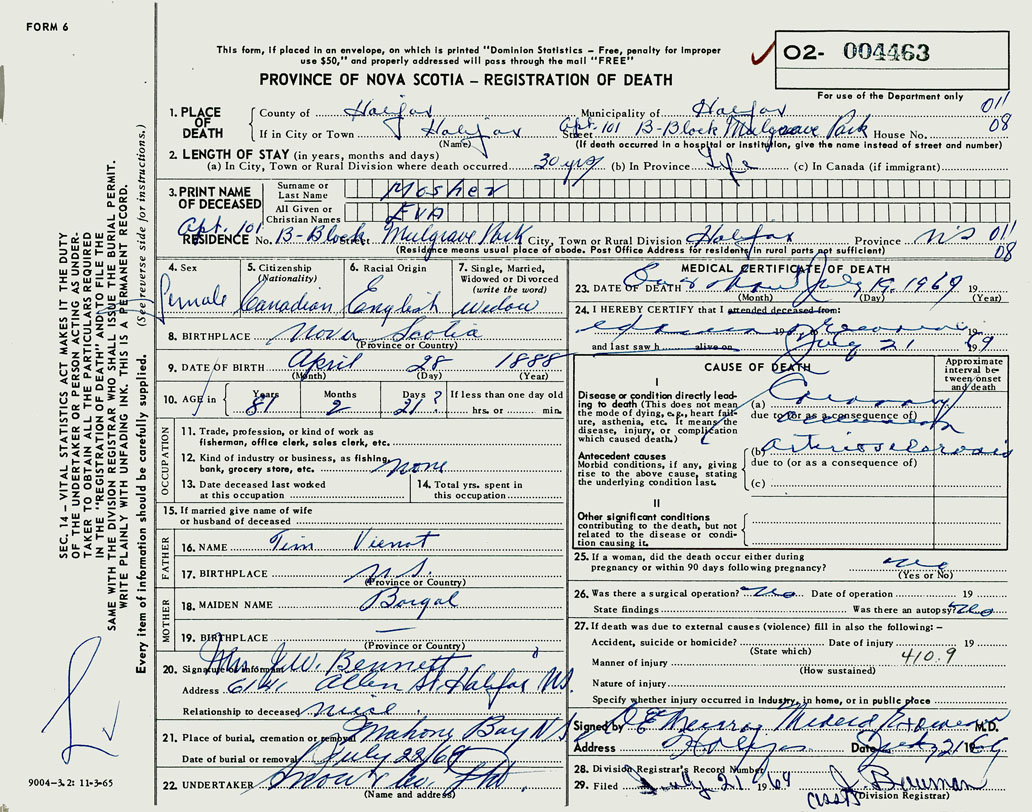 FORM 6
This form, if placed in an envelope, on which is printed "Dominion Statistics – Free, penalty for improper
use $50," and properly addressed will pass through the mail "FREE"
PROVINCE OF NOVA SCOTIA – REGISTRATION OF DEATH
O2- 004463
For use of the Department only
1. PLACE OF DEATH
County of Halifax Municipality of Halifax 011
If in City or Town Halifax Street Apt. 101 B-Block Mulgrave Park House No. 08
(Name) (If death occurred in a hospital or institution, give the name instead of street and number)
2. LENGTH OF STAY (in years, months and days)
(a) In City, Town or Rural Division where death occurred 30 yrs (b) In Province Life (c) In Canada (if immigrant)
3. PRINT NAME OF DECEASED
Surname or Last Name Mosher
All Given or Christian Names EVA
Apt. 101
RESIDENCE No. B-Block Street Mulgrave Park City, Town or Rural Division Halifax Province N.S 011
(Residence means usual place of abode. Post Office Address for residents in rural parts not sufficient) 08
4. Sex Female
5. Citizenship (Nationality) Canadian
6. Racial Origin English
7. Single, Married, Widowed or Divorced (write the word) Widow
8. BIRTHPLACE Nova Scotia
(Province or Country)
9. DATE OF BIRTH April 28 1888
(Month) (Day) (Year)
10. AGE in Years 81 Months 2 Days 21 If less than one day old hrs. or min.
OCCUPATION
11. Trade, profession, or kind of work as
fisherman, office clerk, sales clerk, etc.
12. Kind of industry or business, as fishing,
bank, grocery store, etc. none
13. Date deceased last worked
at this occupation
14. Total yrs. spent in
this occupation
15. If married give name of wife
or husband of deceased
FATHER
16. NAME Tim Vienot
17. BIRTHPLACE N.S.
(Province or Country)
MOTHER
18. MAIDEN NAME
19. BIRTHPLACE —
(Province or Country)
20. Signature of informant Mrs J.W. Bennett
Address 6141 Allen St Halifax N.S.
Relationship to deceased niece
21. Place of burial, cremation or removal Mahone Bay N.S
Date of burial or removal July 22/69
22. UNDERTAKER Snow & Co. Ltd
(Name and address)
MEDICAL CERTIFICATE OF DEATH
23. DATE OF DEATH July 19, 1969 19
(Month) (Day) (Year)
24. I HEREBY CERTIFY that I attended deceased from:
19 19
and last saw h alive on July 21 1969
CAUSE OF DEATH
Approximate interval between onset and death
I
Disease or condition directly leading
to death (This does not mean
the mode of dying, e.g., heart failure,
asthenia, etc. It means the
disease, injury, or complication
which caused death.)
(a) Coronary
due to (or as a consequence of)
occlusion
Antecedent causes
Morbid conditions, if any, giving
rise to the above cause, stating
the underlying condition last.
(b)
due to (or as a consequence of)
(c)
II
Other significant conditions
contributing to the death, but not
related to the disease or condition
causing it.
25. If a woman, did the death occur either during
pregnancy or within 90 days following pregnancy? no
(Yes or No)
26. Was there a surgical operation? No Date of operation 19
State findings Was there an autopsy? No
27. If death was due to external causes (violence) fill in also the following: –
Accident, suicide or homicide? Date of injury 19
(State which) 410.9
Manner of injury
(How sustained)
Nature of injury
Specify whether injury occurred in industry, in home, or in public place
Signed by M.D.
Address Halifax Date July 21 1969
28. Division Registrar's Record Number
29. Filed July 21 1969
(Division Registrar)
SEC. 14 – VITAL STATISTICS ACT MAKES IT THE DUTY
OF THE UNDERTAKER OR PERSON ACTING AS UNDERTAKER
TO OBTAIN ALL THE PARTICULARS REQUIRED
IN THE "REGISTRATION OF DEATH" AND TO FILE THE
SAME WITH THE DIVISION REGISTRAR WHO SHALL ISSUE THE BURIAL PERMIT.
WRITE PLAINLY WITH UNFADING INK. THIS IS A PERMANENT RECORD.
Every item of information should be carefully supplied. (See reverse side for instructions.)
9004-3.2: 11-3-65